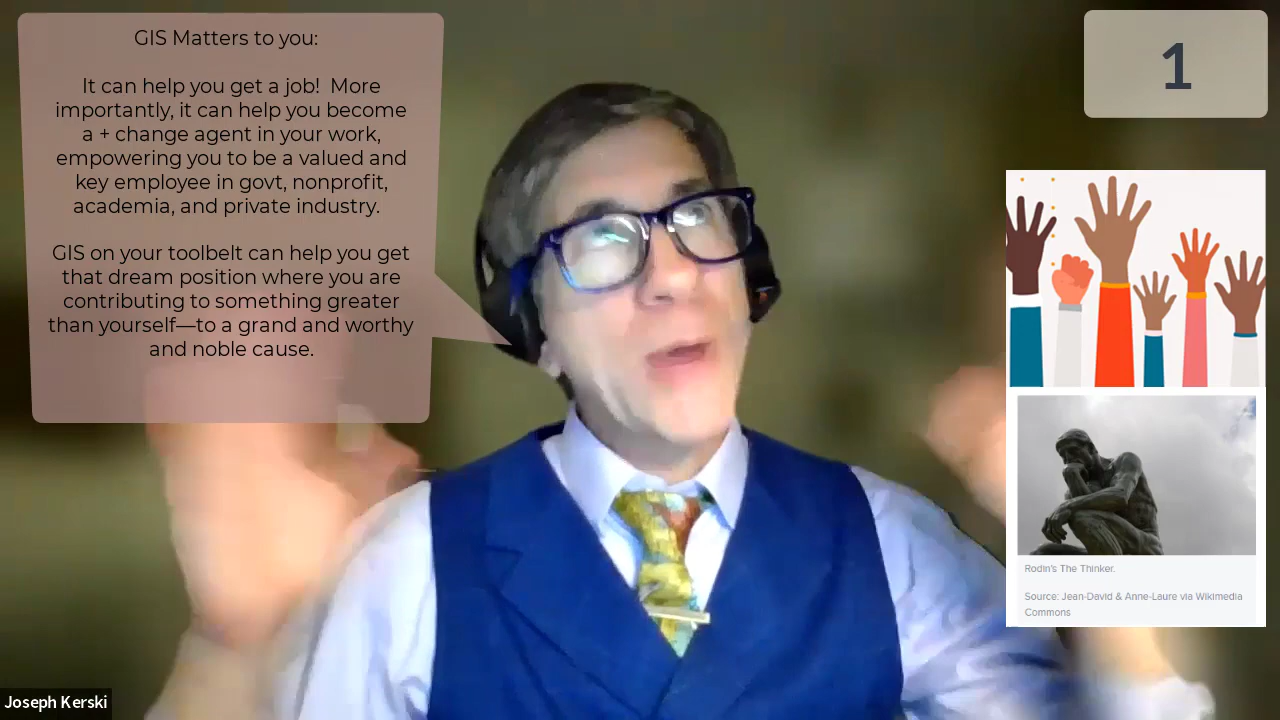 GIS Matters to you:
It can help you get a job!  More
importantly, it can help you become
a + change agent in your work,
empowering you to be a valued and
key employee in govt, nonprofit,
academia, and private industry.
GIS on your toolbelt can help you get
that dream position where you are
contributing to something greater
than yourself—to a grand and worthy
and noble cause.
1
Rodin's The Thinker.
Source: Jean-David & Anne-Laure via Wikimedia
Commons
Joseph Kerski